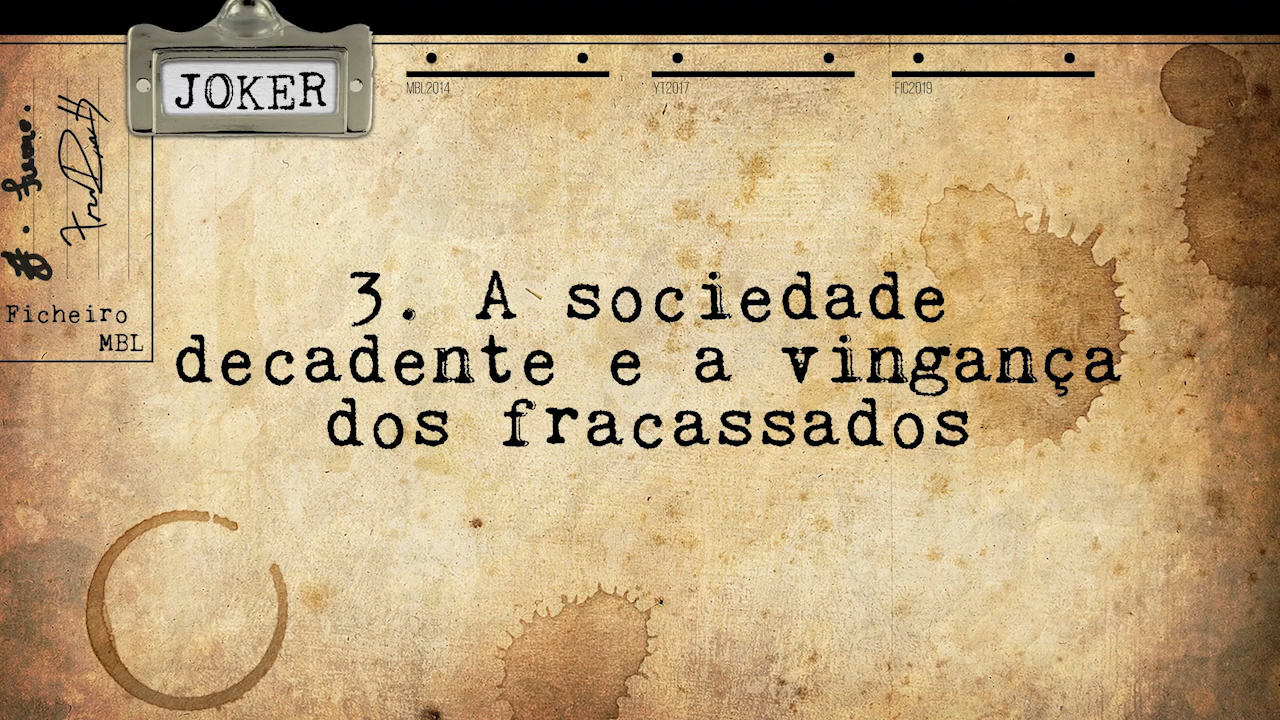 JOKER
MBL2014
YT2017
FIC2019
Ficheiro
MBL
3. A sociedade
decadente e a vingança
dos fracassados